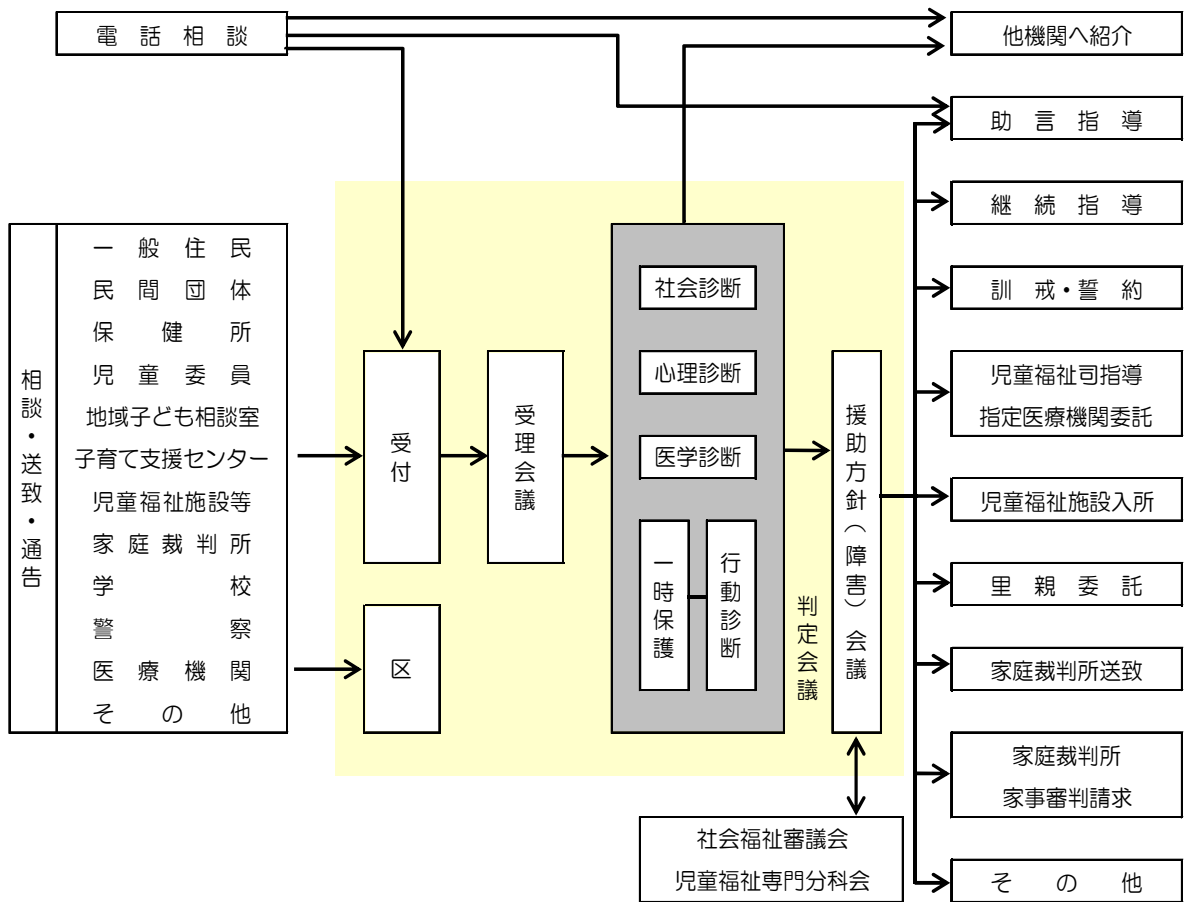 電話相談
他機関へ紹介
助言指導
継続指導
訓戒・誓約
児童福祉司指導
指定医療機関委託
児童福祉施設入所
里親委託
家庭裁判所送致
家庭裁判所
家事審判請求
その他
相談・送致・通告
一般住民
民間団体
保健所
児童委員
地域子ども相談室
子育て支援センター
児童福祉施設等
家庭裁判所
学校
警察
医療機関
その他
受付
区
受理会議
社会診断
心理診断
医学診断
一時保護
行動診断
判定会議
援助方針(障害)会議
社会福祉審議会
児童福祉専門分科会